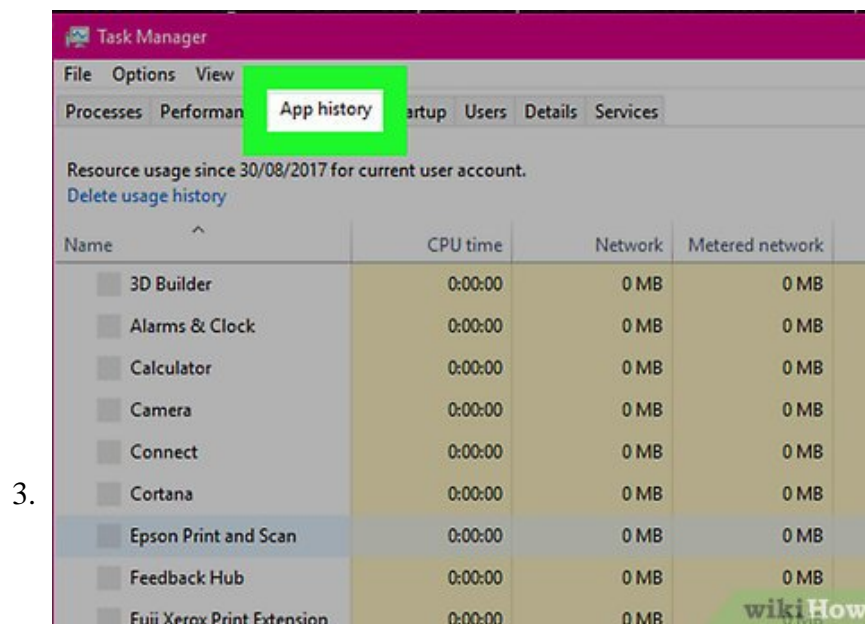 Task Manager
File Options View
Processes Performan App history artup Users Details Services
Resource usage since 30/08/2017 for current user account.
Delete usage history
Name CPU time Network Metered network
3D Builder 0:00:00 0 MB 0 MB
Alarms & Clock 0:00:00 0 MB 0 MB
Calculator 0:00:00 0 MB 0 MB
Camera 0:00:00 0 MB 0 MB
Connect 0:00:00 0 MB 0 MB
3. Cortana 0:00:00 0 MB 0 MB
Epson Print and Scan 0:00:00 0 MB 0 MB
Feedback Hub 0:00:00 0 MB 0 MB
Fuji Xerox Print Extension 0:00:00 0 MB
wikiHow